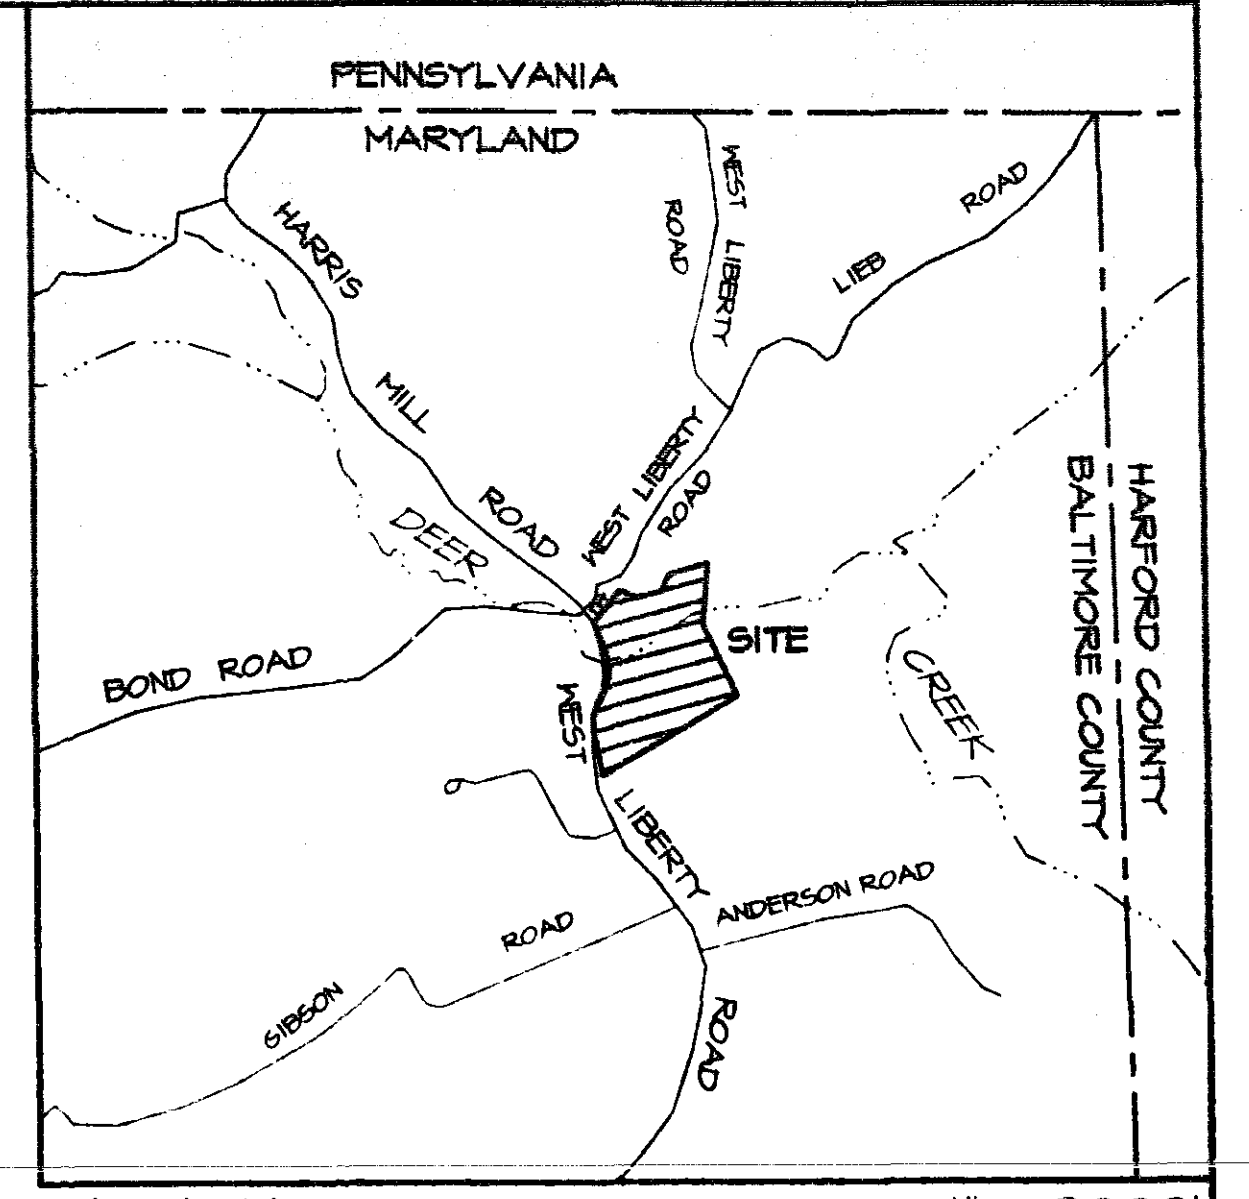 PENNSYLVANIA
MARYLAND
HARRIS
MILL
ROAD
WEST LIBERTY
ROAD
LIEB
ROAD
WEST LIBERTY
ROAD
DEER
CREEK
HARFORD COUNTY
BALTIMORE COUNTY
SITE
BOND ROAD
WEST
LIBERTY
ROAD
ANDERSON ROAD
GIBSON
ROAD